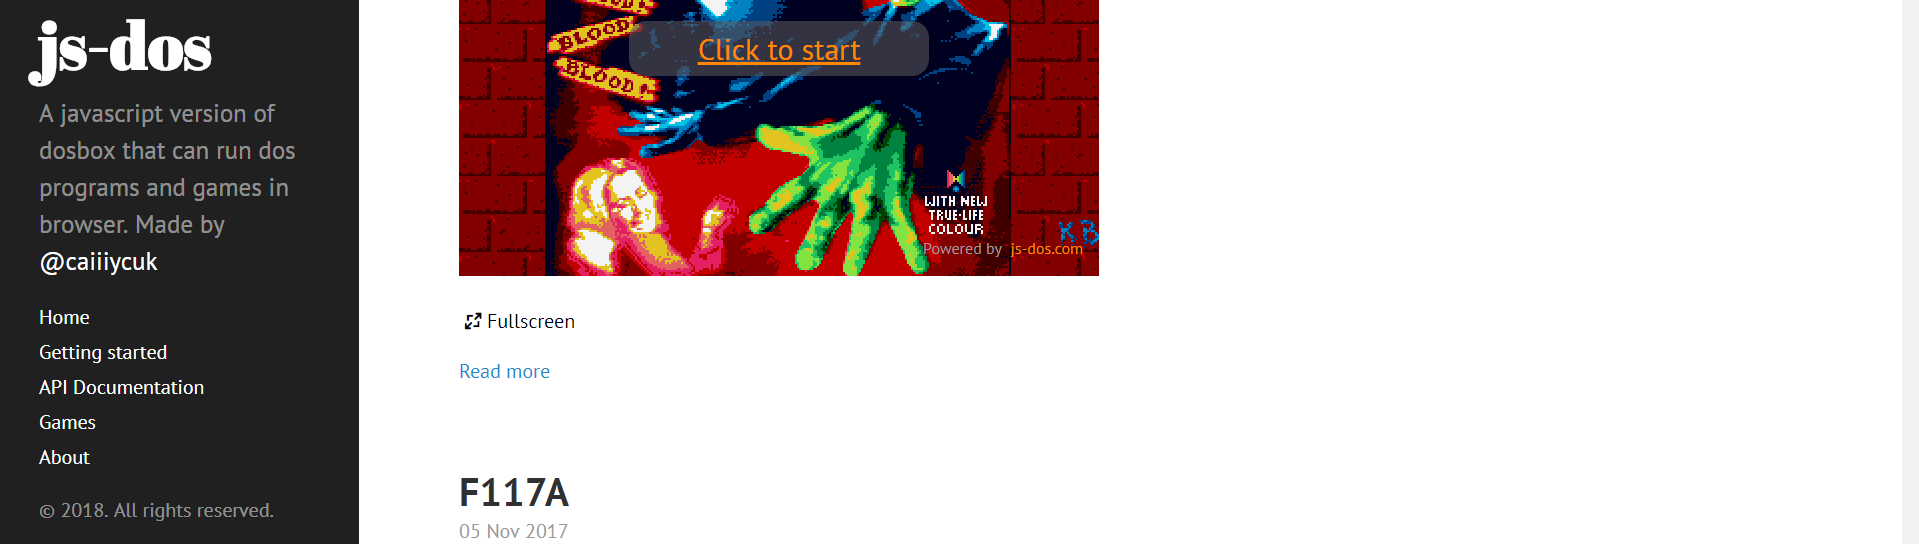 js-dos
A javascript version of
dosbox that can run dos
programs and games in
browser. Made by
@caiiiycuk
Home
Getting started
API Documentation
Games
About
© 2018. All rights reserved.
BLOOD
BLOOD!
Click to start
WITH NEW
TRUE-LIFE
COLOUR
KB
Powered by js-dos.com
Fullscreen
Read more
F117A
05 Nov 2017